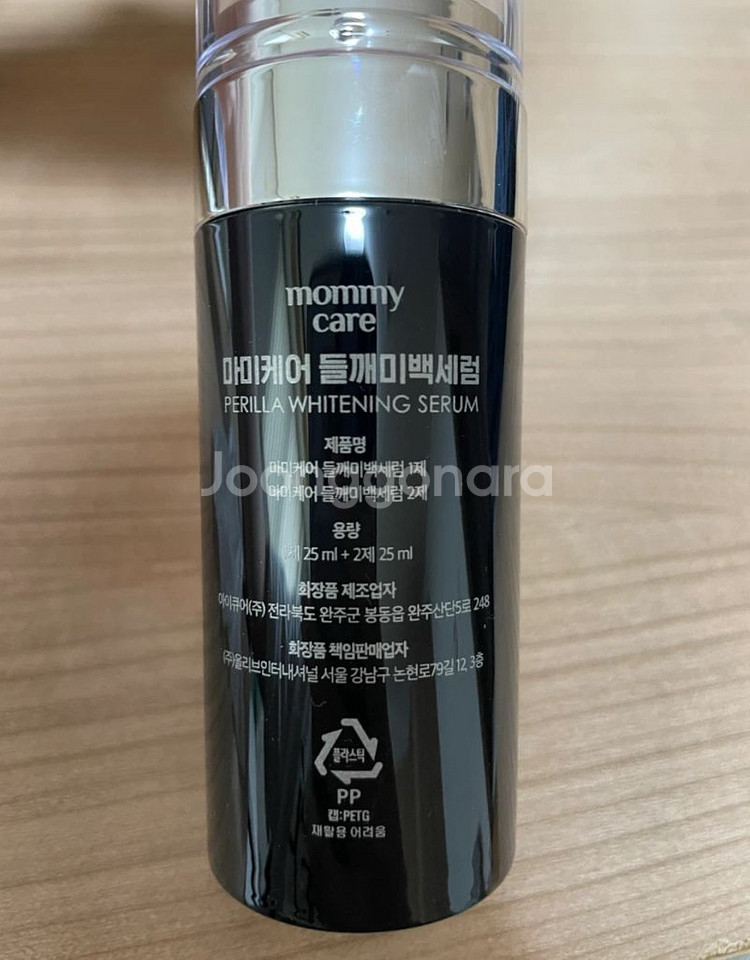 mommy
care
마미케어 들깨미백세럼
PERILLA WHITENING SERUM
제품명
마미케어 들깨미백세럼 1제
Joonggonara
마미케어 들깨미백세럼 2제
용량
1제 25 ml + 2제 25 ml
화장품 제조업자
아이큐어(주) 전라북도 완주군 봉동읍 완주산단5로 248
화장품 책임판매업자
(주)올리브인터내셔널 서울 강남구 논현로79길 12, 3층
플라스틱
PP
캡:PETG
재활용 어려움